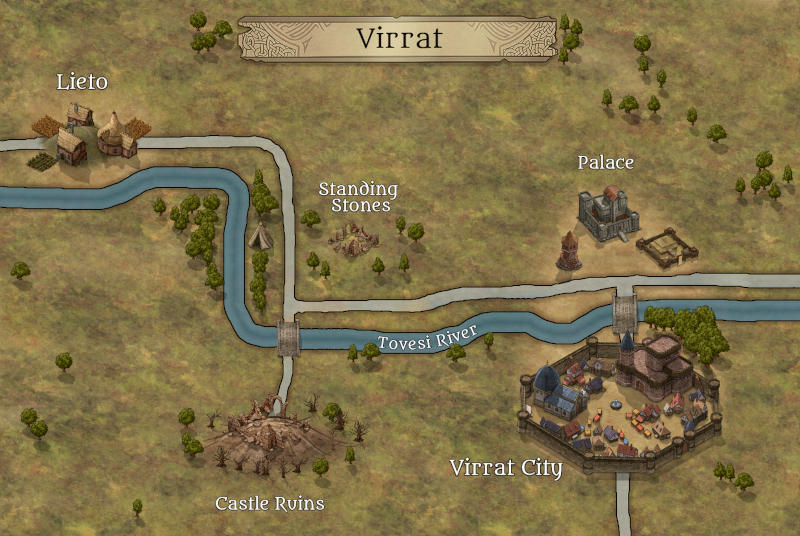 Virrat
Lieto
Palace
Standing
Stones
Tovesi River
Virrat City
Castle Ruins